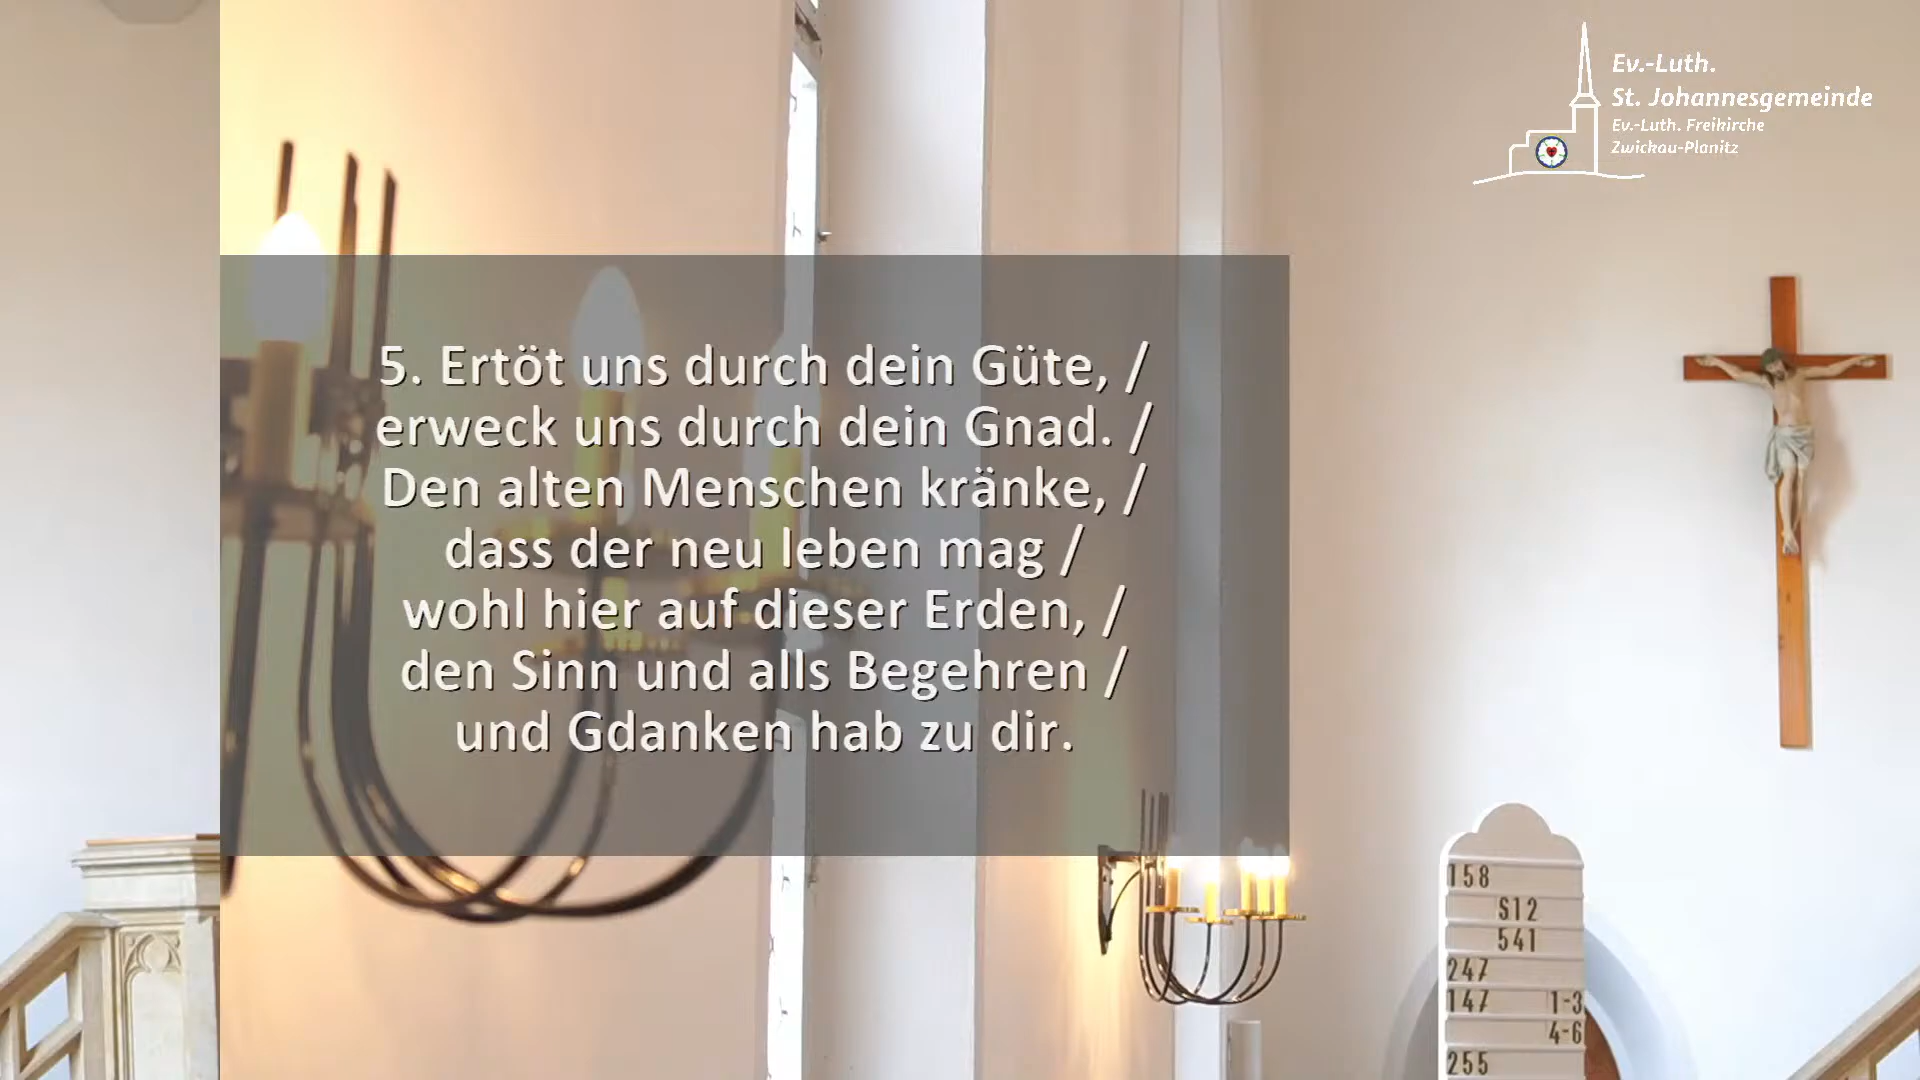 Ev.-Luth.
St. Johannesgemeinde
Ev.-Luth. Freikirche
Zwickau-Planitz
5. Ertöt uns durch dein Güte, /
erweck uns durch dein Gnad. /
Den alten Menschen kränke, /
dass der neu leben mag /
wohl hier auf dieser Erden, /
den Sinn und alls Begehren /
und Gdanken hab zu dir.
158
S12
541
247
147 1-3
4-6
255